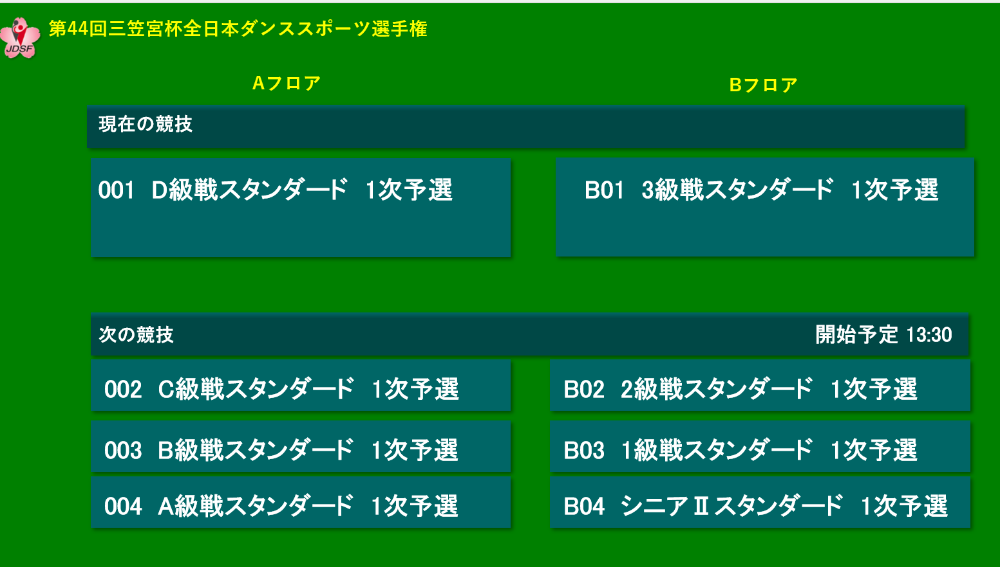 第44回三笠宮杯全日本ダンススポーツ選手権
JDSF
Aフロア
Bフロア
現在の競技
001 D級戦スタンダード 1次予選
B01 3級戦スタンダード 1次予選
次の競技
開始予定 13:30
002 C級戦スタンダード 1次予選
B02 2級戦スタンダード 1次予選
003 B級戦スタンダード 1次予選
B03 1級戦スタンダード 1次予選
004 A級戦スタンダード 1次予選
B04 シニアⅡスタンダード 1次予選